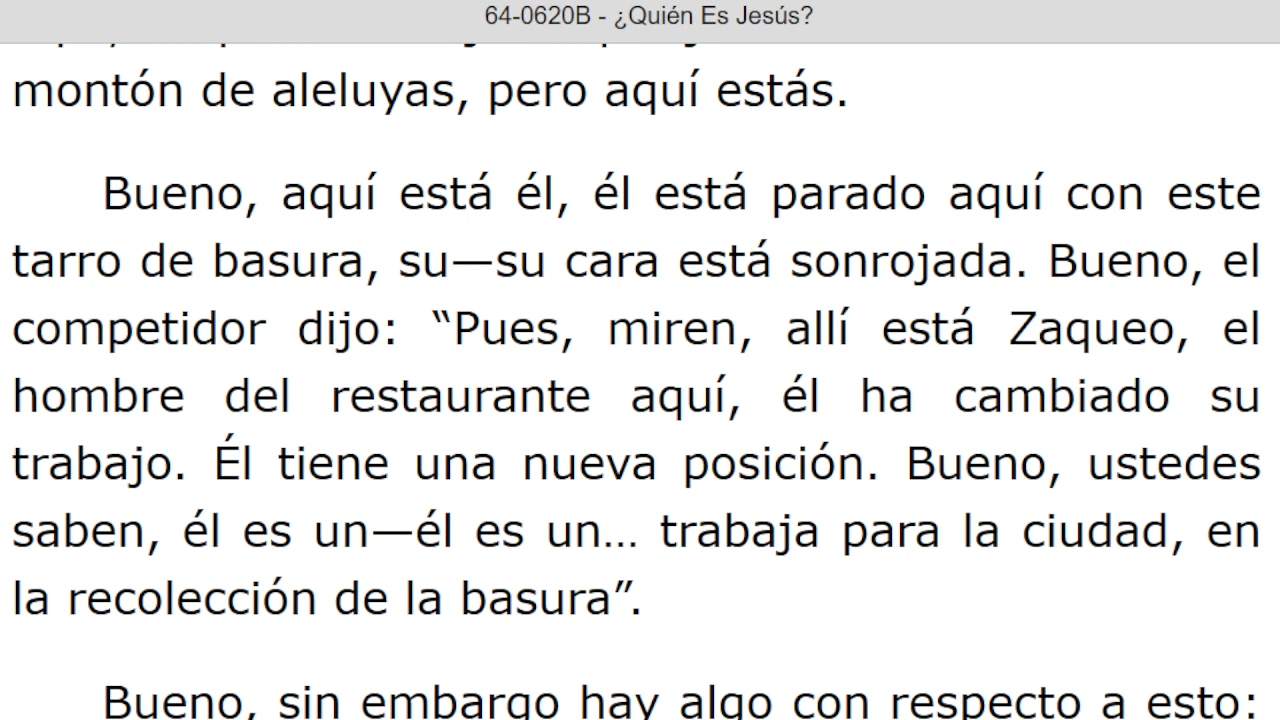 64-0620B - ¿Quién Es Jesús?
montón de aleluyas, pero aquí estás.
Bueno, aquí está él, él está parado aquí con este
tarro de basura, su—su cara está sonrojada. Bueno, el
competidor dijo: “Pues, miren, allí está Zaqueo, el
hombre del restaurante aquí, él ha cambiado su
trabajo. Él tiene una nueva posición. Bueno, ustedes
saben, él es un—él es un… trabaja para la ciudad, en
la recolección de la basura”.
Bueno, sin embargo hay algo con respecto a esto: